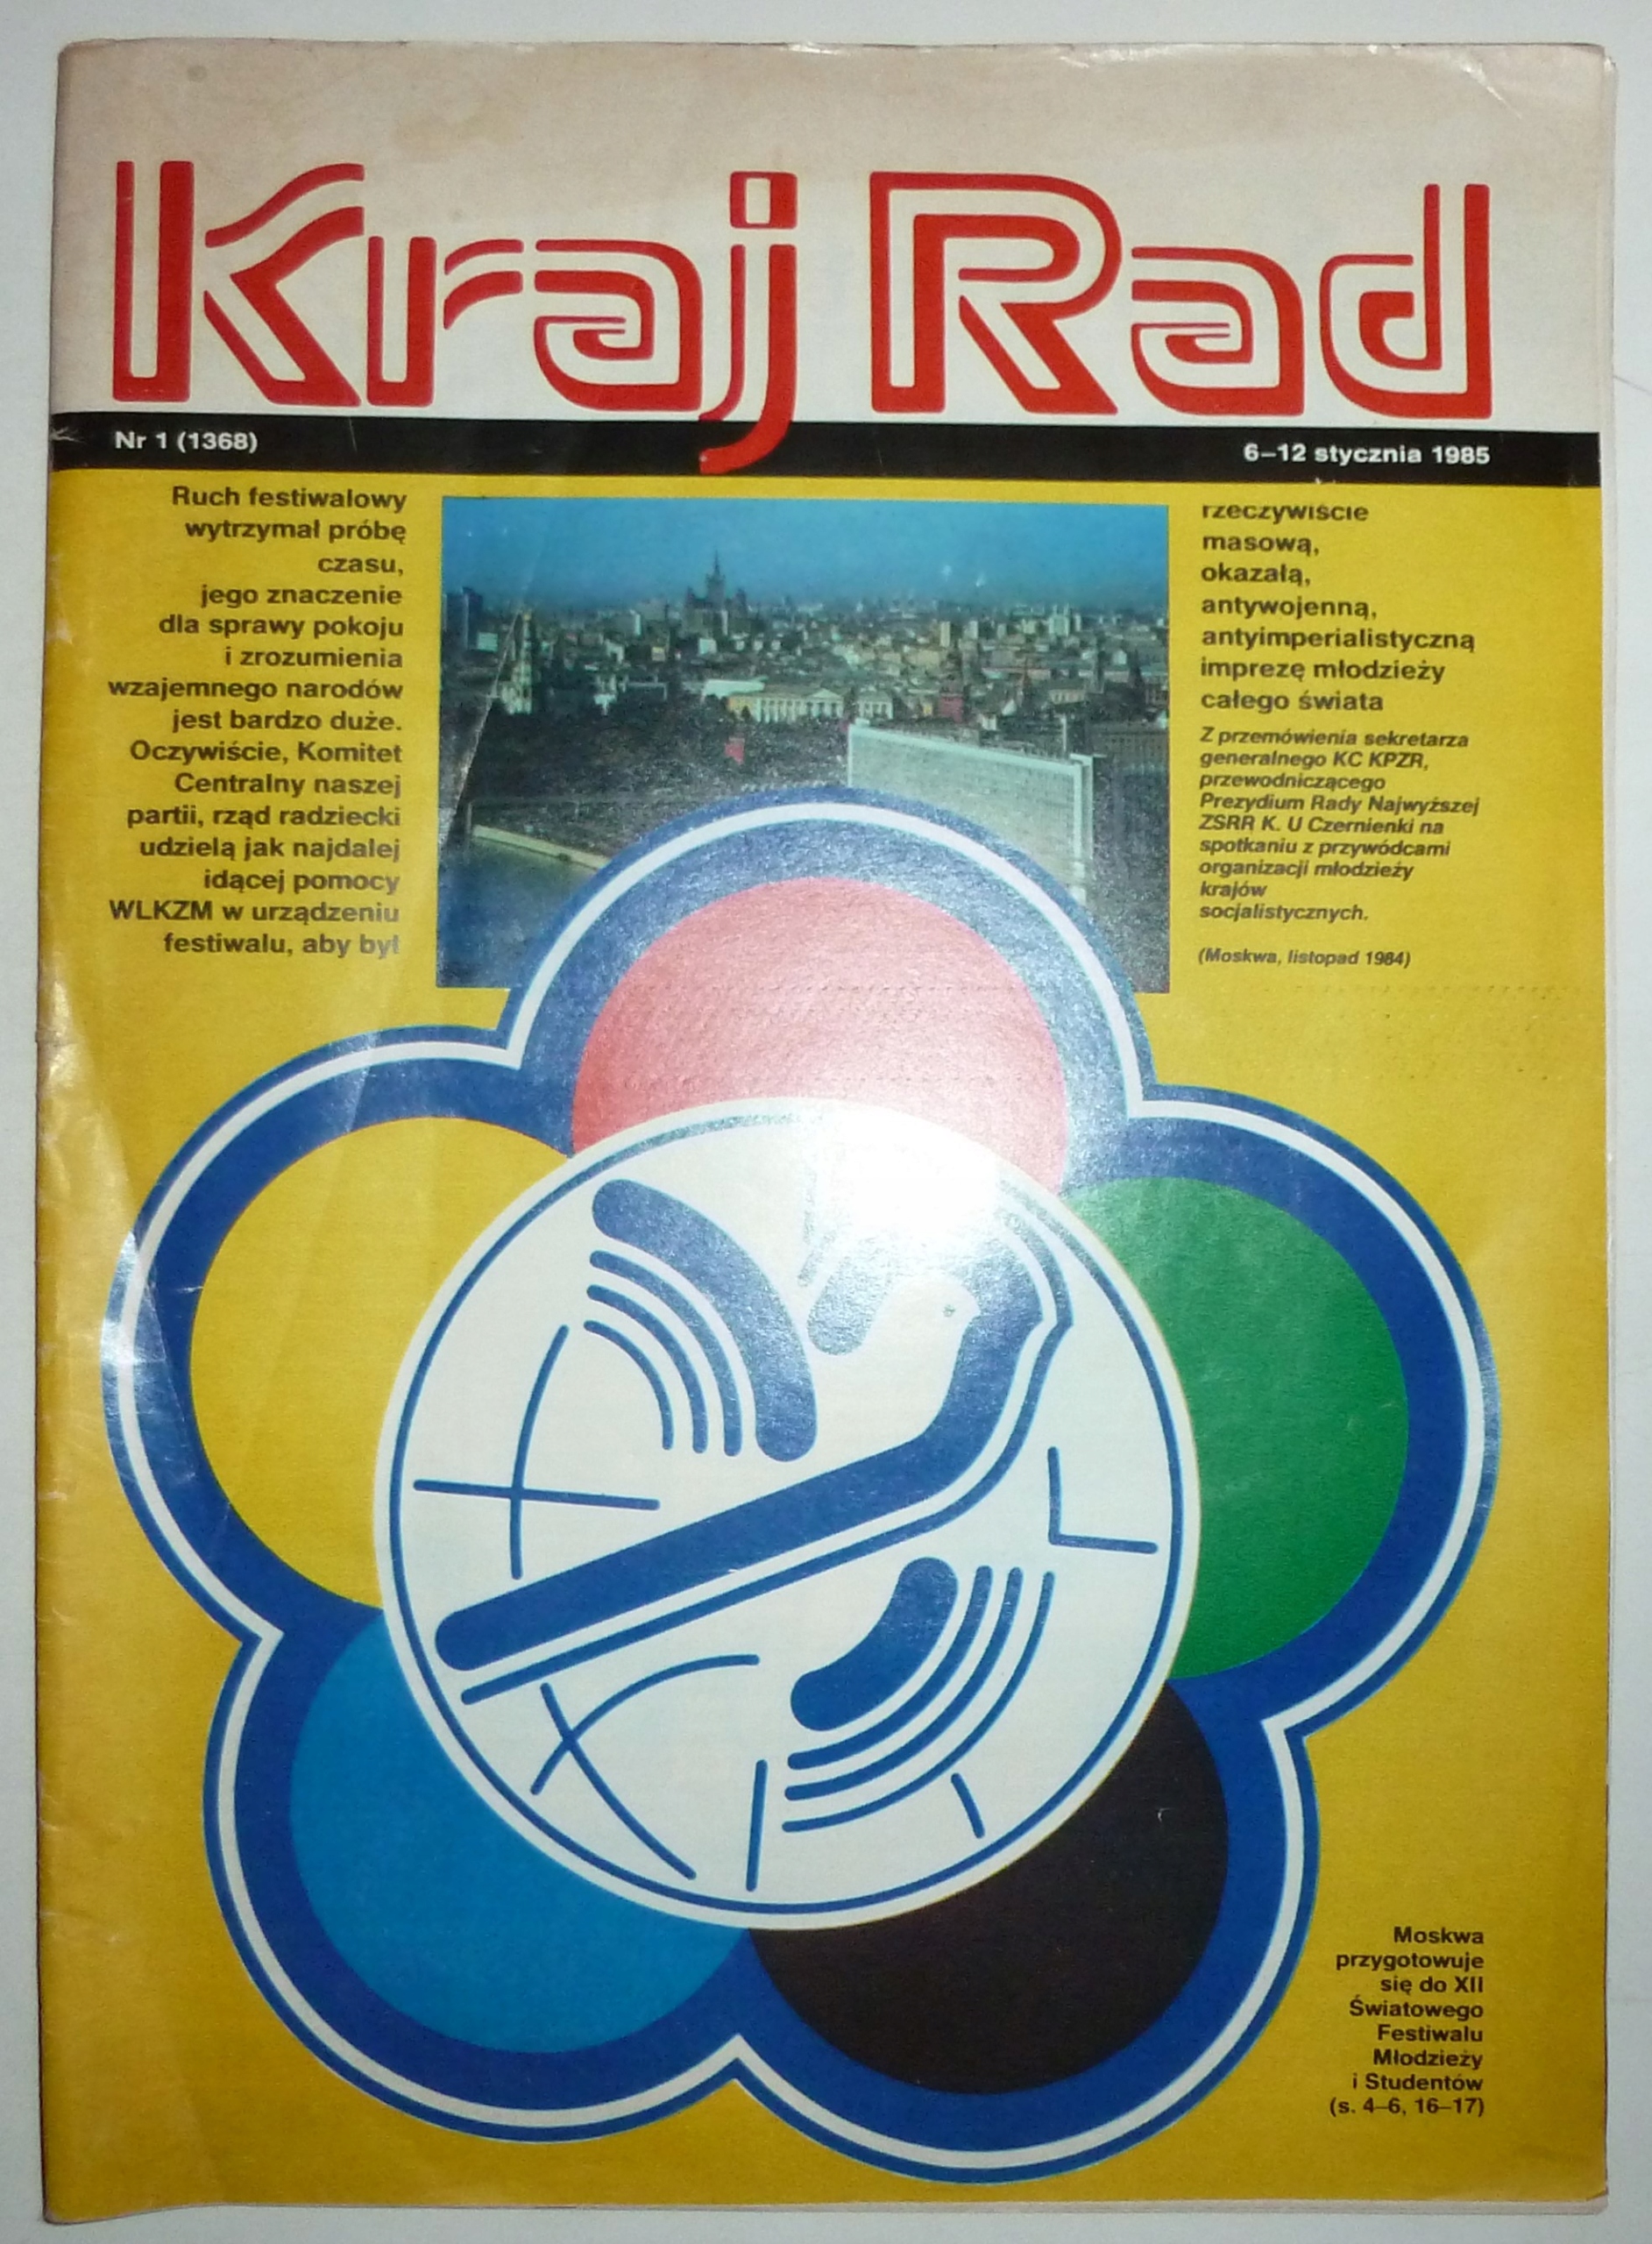 Kraj Rad
Nr 1 (1368)
6–12 stycznia 1985
Ruch festiwalowy
wytrzymał próbę
czasu,
jego znaczenie
dla sprawy pokoju
i zrozumienia
wzajemnego narodów
jest bardzo duże.
Oczywiście, Komitet
Centralny naszej
partii, rząd radziecki
udzielą jak najdalej
idącej pomocy
WLKZM w urządzeniu
festiwalu, aby był
rzeczywiście
masową,
okazałą,
antywojenną,
antyimperialistyczną
imprezę młodzieży
całego świata
Z przemówienia sekretarza
generalnego KC KPZR,
przewodniczącego
Prezydium Rady Najwyższej
ZSRR K. U Czernienki na
spotkaniu z przywódcami
organizacji młodzieży
krajów
socjalistycznych.
(Moskwa, listopad 1984)
Moskwa
przygotowuje
się do XII
Światowego
Festiwalu
Młodzieży
i Studentów
(s. 4–6, 16–17)